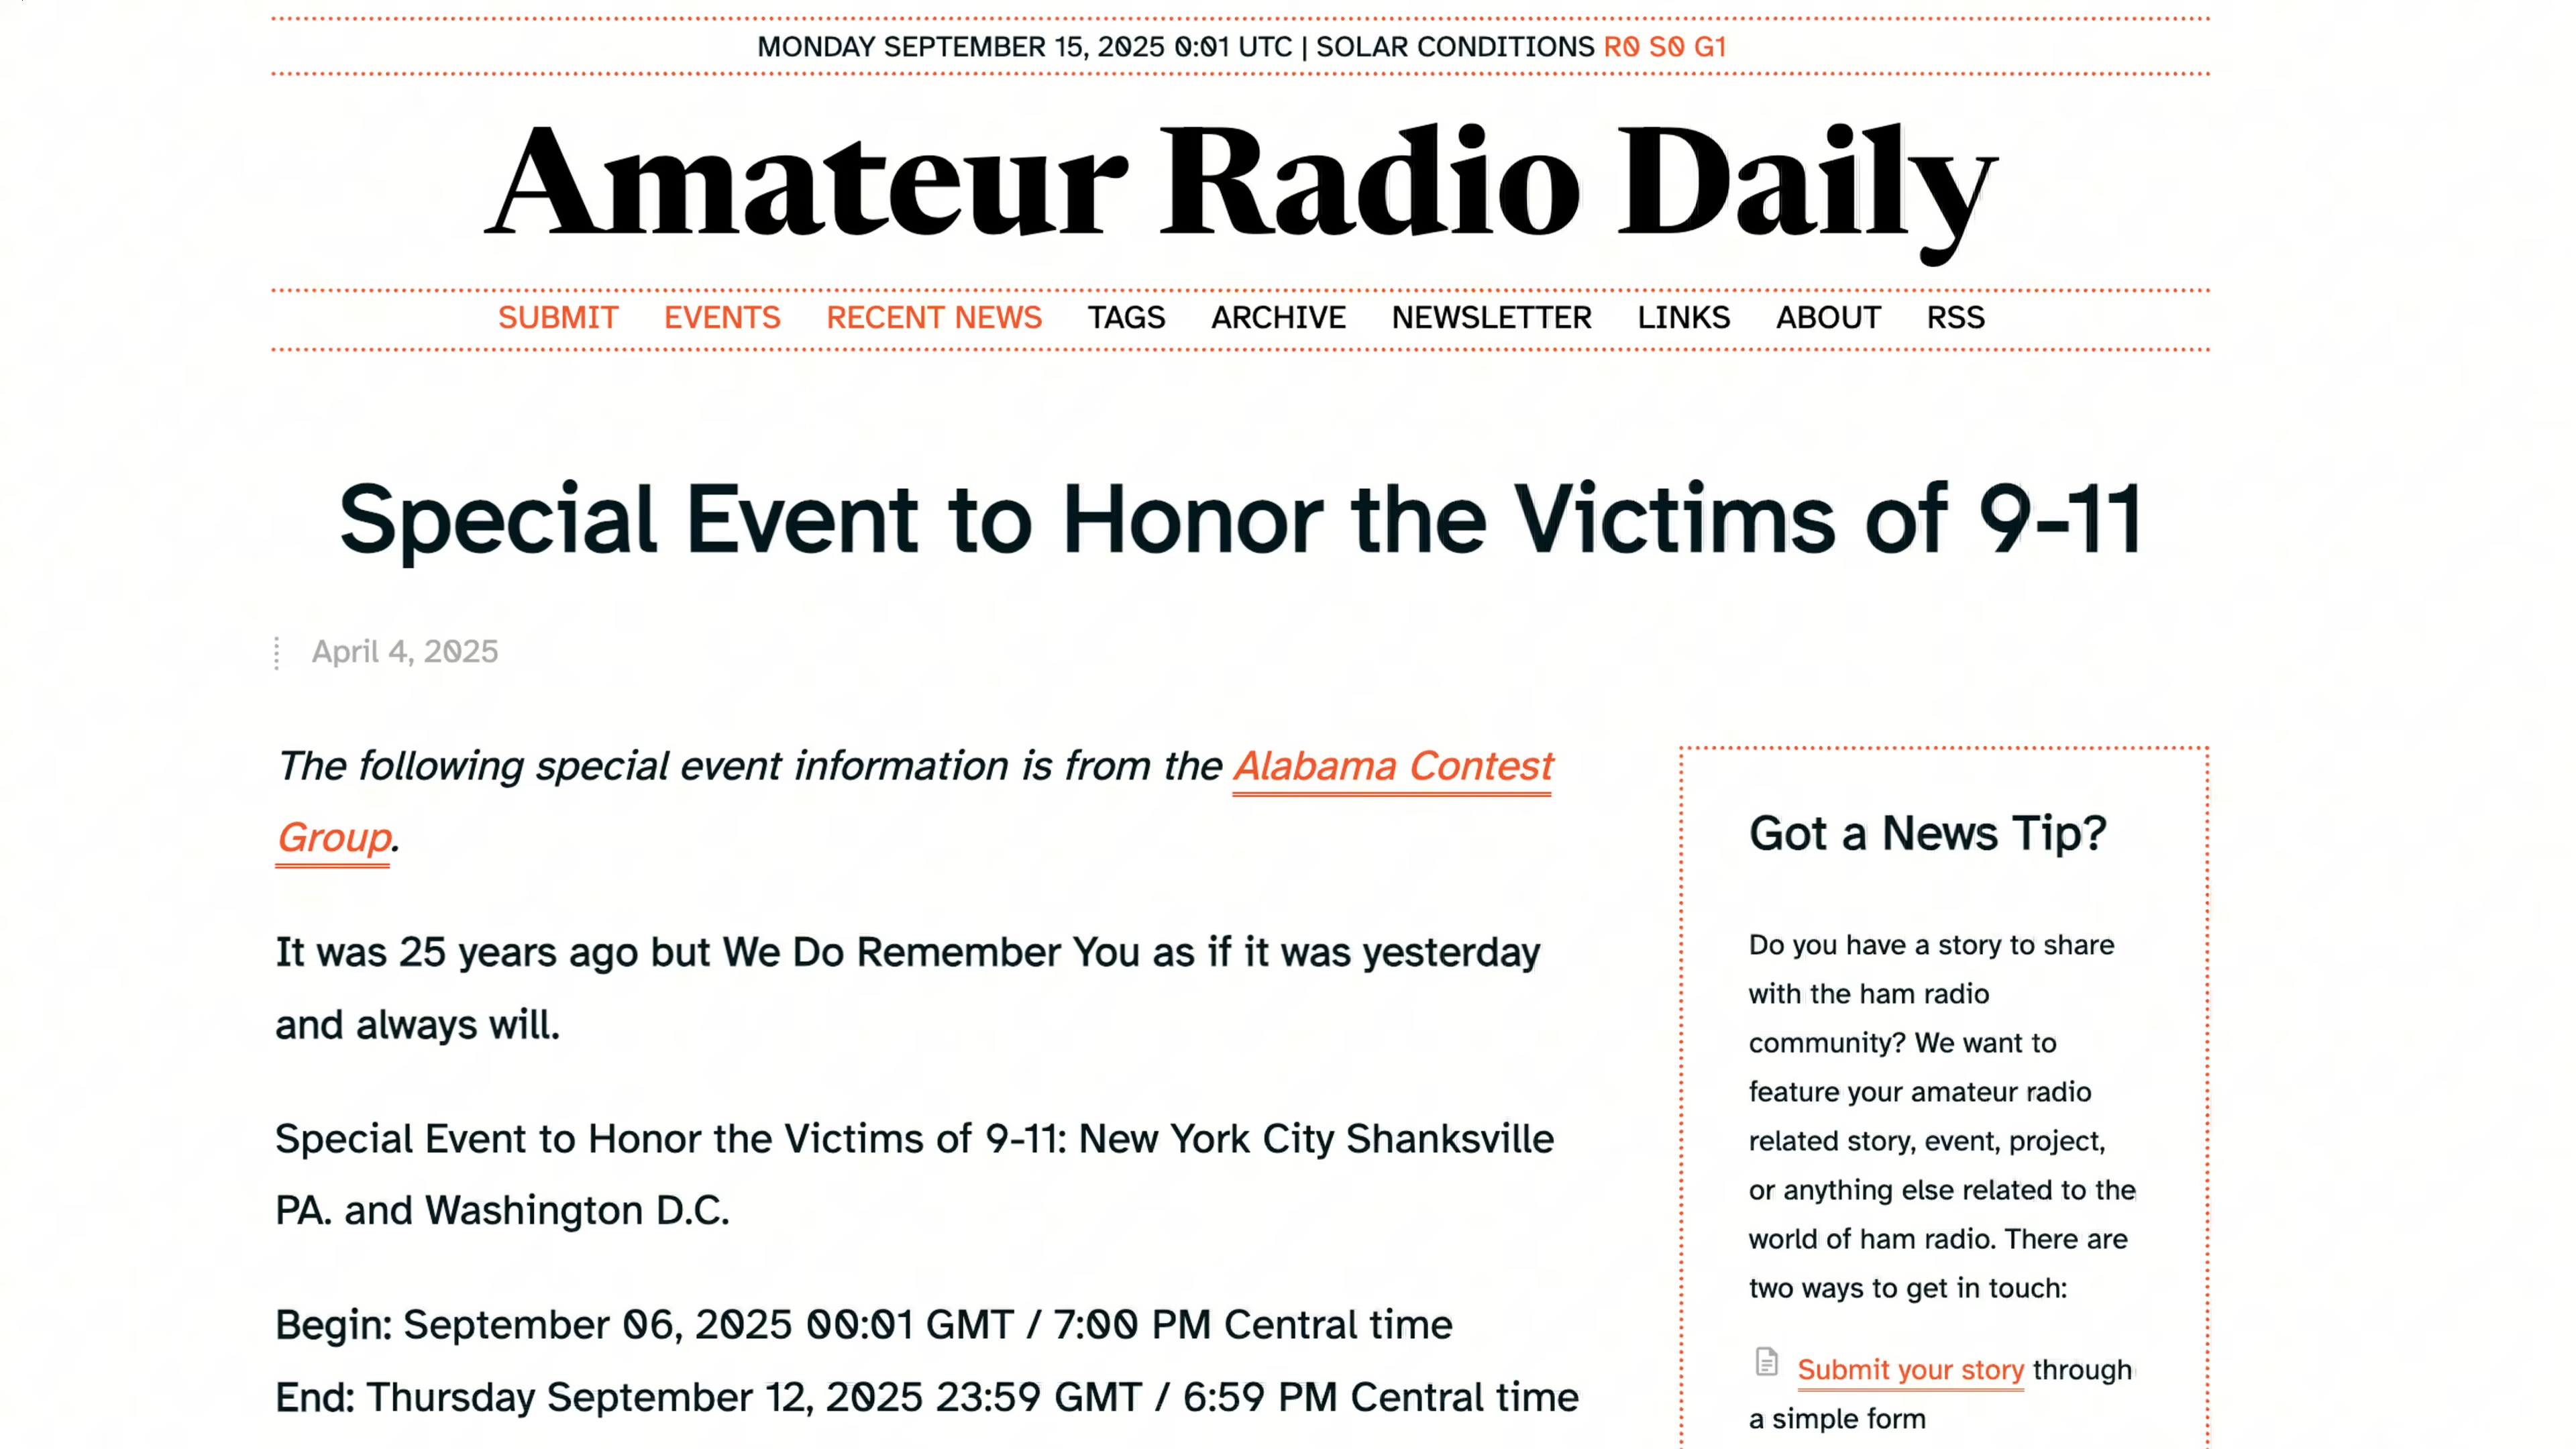 MONDAY SEPTEMBER 15, 2025 0:01 UTC | SOLAR CONDITIONS R0 S0 G1
Amateur Radio Daily
SUBMIT EVENTS RECENT NEWS TAGS ARCHIVE NEWSLETTER LINKS ABOUT RSS
Special Event to Honor the Victims of 9-11
April 4, 2025
The following special event information is from the Alabama Contest
Group.
It was 25 years ago but We Do Remember You as if it was yesterday
and always will.
Special Event to Honor the Victims of 9-11: New York City Shanksville
PA. and Washington D.C.
Begin: September 06, 2025 00:01 GMT / 7:00 PM Central time
End: Thursday September 12, 2025 23:59 GMT / 6:59 PM Central time
Got a News Tip?
Do you have a story to share
with the ham radio
community? We want to
feature your amateur radio
related story, event, project,
or anything else related to the
world of ham radio. There are
two ways to get in touch:
Submit your story through
a simple form